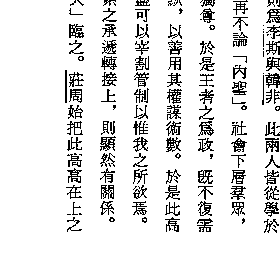 則爲李斯與韓非。此兩人皆從學於
再不論「內聖」。社會下層羣眾，
獨尊。於是王者之爲政，旣不復需
狀，以善用其權謀術數。於是此高
盡可以宰割管制以惟我之所欲焉。
系之承遞轉接上，則顯然有關係。
人」臨之。莊周始把此高高在上之